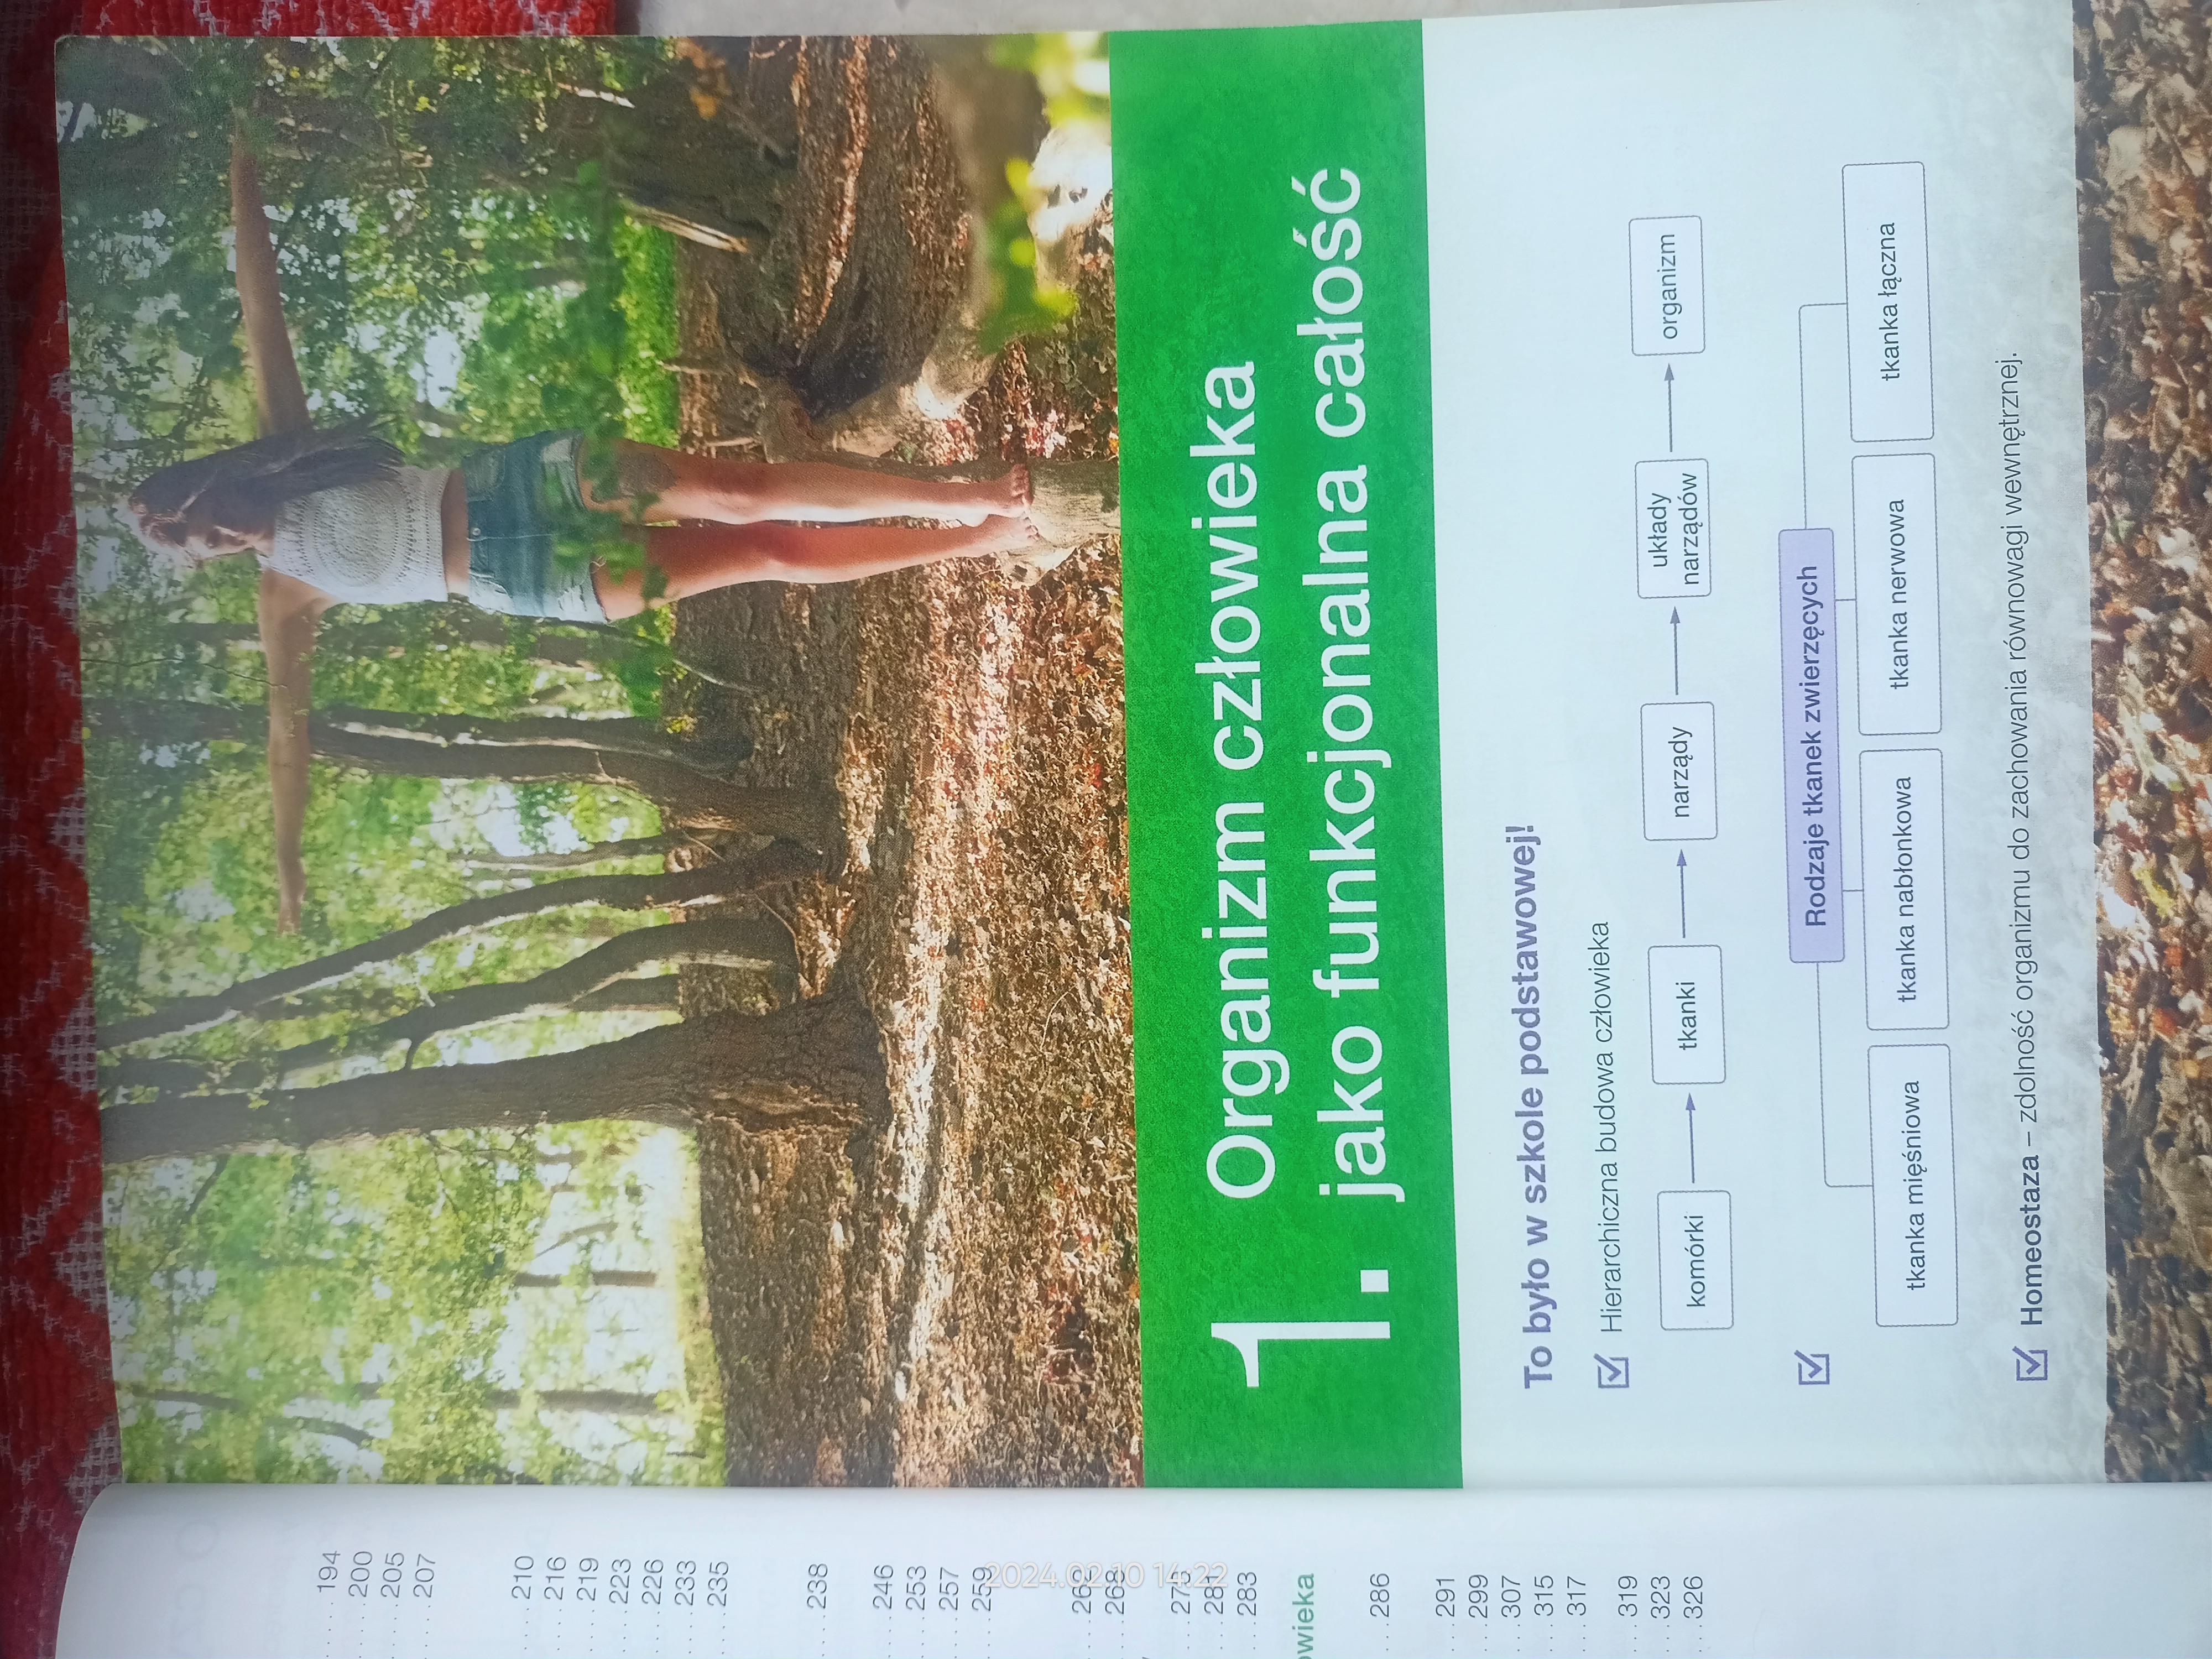 194
200
205
207
210
216
219
223
226
233
235
238
246
253
257
259
262
268
275
281
283
owieka
286
291
299
307
315
317
319
323
326
2024.02.10 14:22
1. Organizm człowieka
jako funkcjonalna całość
To było w szkole podstawowej!
Hierarchiczna budowa człowieka
komórki
tkanki
narządy
układy
narządów
organizm
Rodzaje tkanek zwierzęcych
tkanka mięśniowa
tkanka nabłonkowa
tkanka nerwowa
tkanka łączna
Homeostaza – zdolność organizmu do zachowania równowagi wewnętrznej.